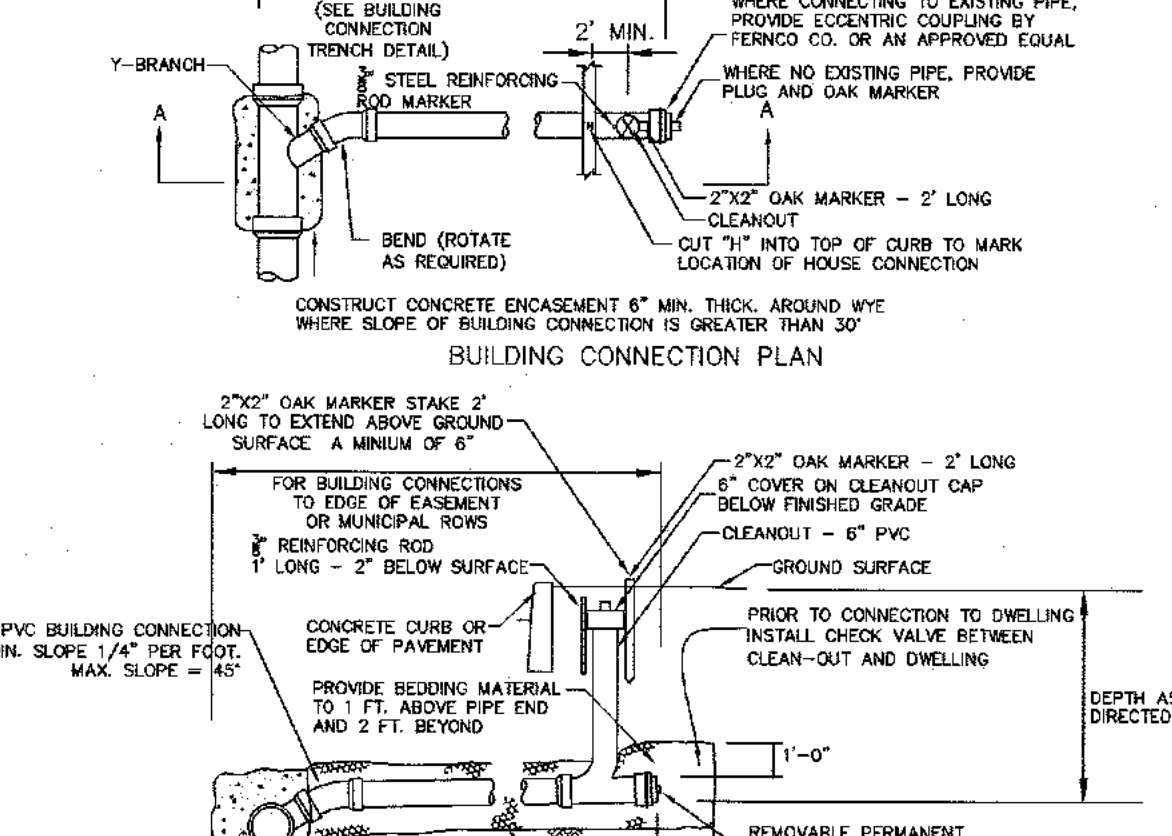 (SEE BUILDING
CONNECTION
TRENCH DETAIL)
WHERE CONNECTING TO EXISTING PIPE,
PROVIDE ECCENTRIC COUPLING BY
FERNCO CO. OR AN APPROVED EQUAL
2' MIN.
Y-BRANCH
STEEL REINFORCING
ROD MARKER
WHERE NO EXISTING PIPE, PROVIDE
PLUG AND OAK MARKER
A
A
H
2"X2" OAK MARKER - 2' LONG
CLEANOUT
BEND (ROTATE
AS REQUIRED)
CUT "H" INTO TOP OF CURB TO MARK
LOCATION OF HOUSE CONNECTION
CONSTRUCT CONCRETE ENCASEMENT 6" MIN. THICK. AROUND WYE
WHERE SLOPE OF BUILDING CONNECTION IS GREATER THAN 30°
BUILDING CONNECTION PLAN
2"X2" OAK MARKER STAKE 2'
LONG TO EXTEND ABOVE GROUND
SURFACE A MINIUM OF 6"
2"X2" OAK MARKER - 2' LONG
6" COVER ON CLEANOUT CAP
BELOW FINISHED GRADE
FOR BUILDING CONNECTIONS
TO EDGE OF EASEMENT
OR MUNICIPAL ROWS
REINFORCING ROD
1' LONG - 2" BELOW SURFACE
CLEANOUT - 6" PVC
GROUND SURFACE
PVC BUILDING CONNECTION
IN. SLOPE 1/4" PER FOOT.
MAX. SLOPE = 45°
CONCRETE CURB OR
EDGE OF PAVEMENT
PRIOR TO CONNECTION TO DWELLING
INSTALL CHECK VALVE BETWEEN
CLEAN-OUT AND DWELLING
PROVIDE BEDDING MATERIAL
TO 1 FT. ABOVE PIPE END
AND 2 FT. BEYOND
DEPTH AS
DIRECTED
1'-0"
REMOVABLE PERMANENT